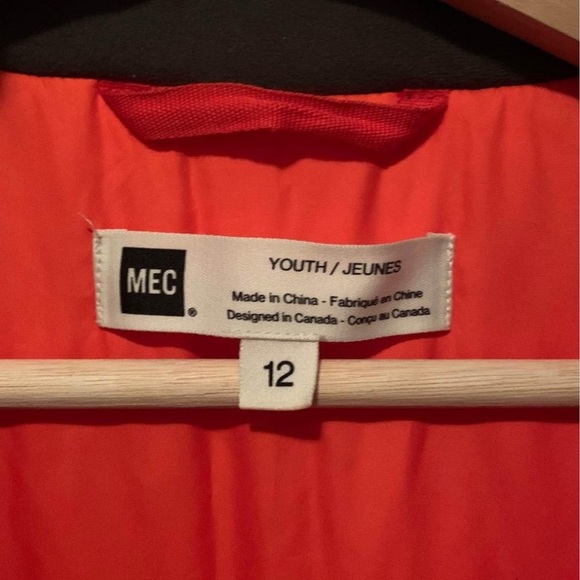 MEC ®
YOUTH / JEUNES
Made in China - Fabriqué en Chine
Designed in Canada - Conçu au Canada
12